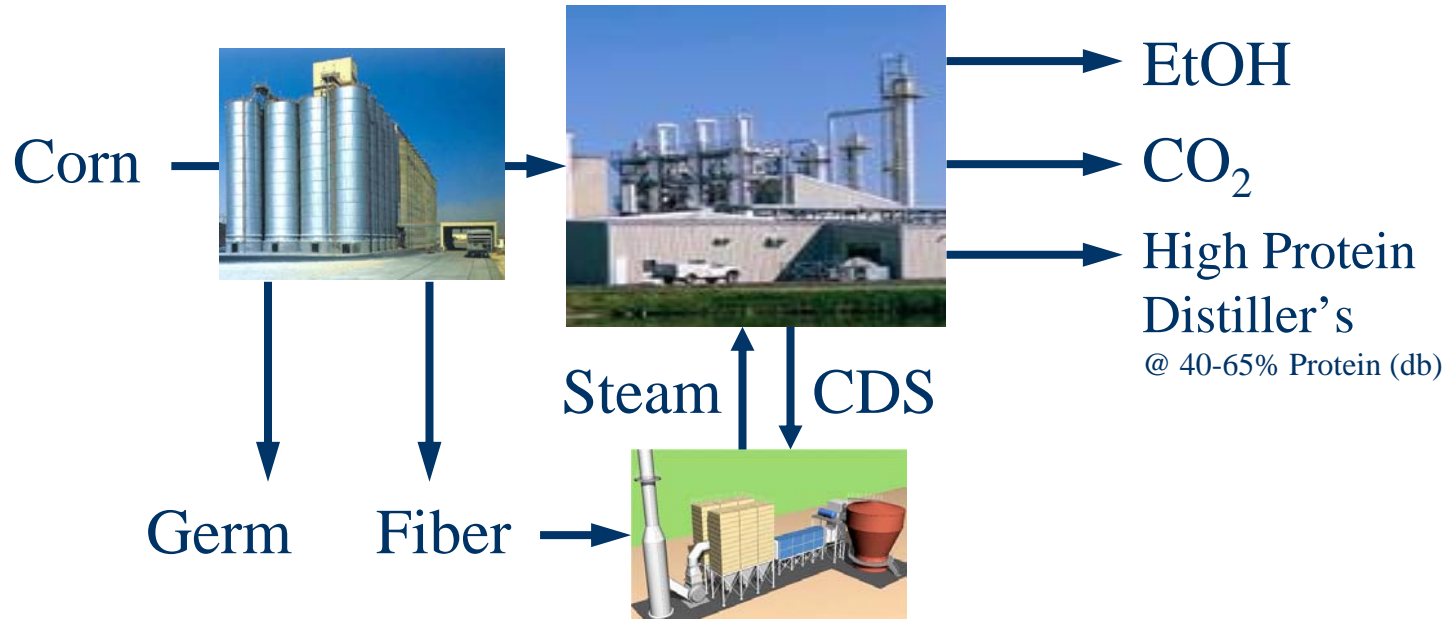 EtOH
Corn
CO₂
High Protein
Distiller’s
@ 40-65% Protein (db)
Steam
CDS
Germ
Fiber